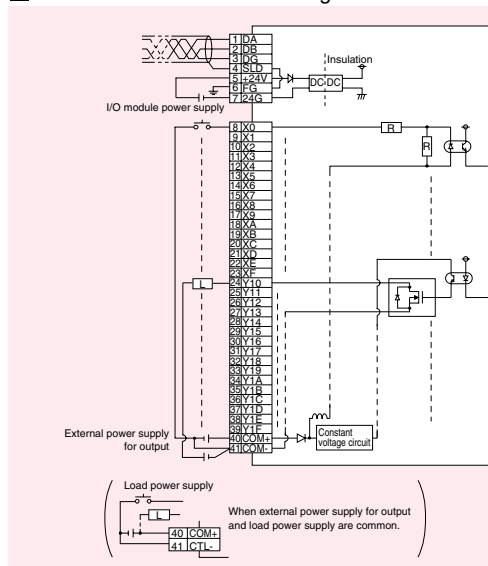 1 DA
2 DB
3 DG
4 SLD
5 +24V
6 FG
7 24G
Insulation
DC-DC
I/O module power supply
8 X0
R
9 X1
R
10 X2
11 X3
12 X4
13 X5
14 X6
15 X7
16 X8
17 X9
18 XA
19 XB
20 XC
21 XD
22 XE
23 XF
24 Y10
L
25 Y11
26 Y12
27 Y13
28 Y14
29 Y15
30 Y16
31 Y17
32 Y18
33 Y19
34 Y1A
35 Y1B
36 Y1C
37 Y1D
38 Y1E
39 Y1F
40 COM+
41 COM-
External power supply
for output
Constant
voltage circuit
Load power supply
L
40 COM+
41 CTL-
When external power supply for output
and load power supply are common.